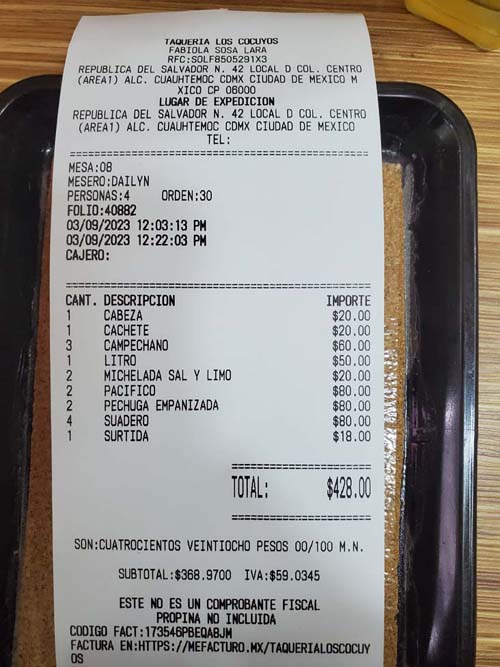 TAQUERIA LOS COCUYOS
FABIOLA SOSA LARA
RFC:SOLF8505291X3
REPUBLICA DEL SALVADOR N. 42 LOCAL D COL. CENTRO
(AREA1) ALC. CUAUHTEMOC CDMX CIUDAD DE MEXICO M
XICO CP 06000
LUGAR DE EXPEDICION
REPUBLICA DEL SALVADOR N. 42 LOCAL D COL. CENTRO
(AREA1) ALC. CUAUHTEMOC CDMX CIUDAD DE MEXICO
TEL:
MESA:08
MESERO:DAILYN
PERSONAS:4 ORDEN:30
FOLIO:40882
03/09/2023 12:03:13 PM
03/09/2023 12:22:03 PM
CAJERO:
CANT. DESCRIPCION IMPORTE
1 CABEZA $20.00
1 CACHETE $20.00
3 CAMPECHANO $60.00
1 LITRO $50.00
2 MICHELADA SAL Y LIMO $20.00
2 PACIFICO $80.00
2 PECHUGA EMPANIZADA $80.00
4 SUADERO $80.00
1 SURTIDA $18.00
TOTAL: $428.00
SON:CUATROCIENTOS VEINTIOCHO PESOS 00/100 M.N.
SUBTOTAL:$368.9700 IVA:$59.0345
ESTE NO ES UN COMPROBANTE FISCAL
PROPINA NO INCLUIDA
CODIGO FACT:173546PBEQA8JM
FACTURA EN:HTTPS://MEFACTURO.MX/TAQUERIALOSCOCUY
OS